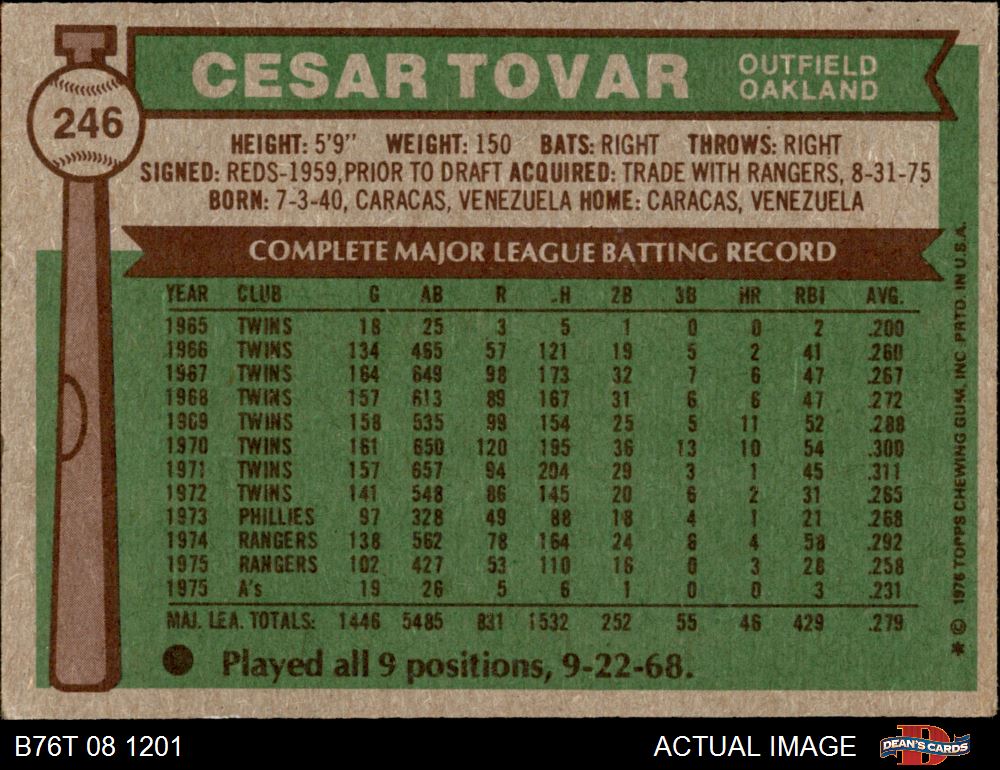 246
CESAR TOVAR
OUTFIELD
OAKLAND
HEIGHT: 5'9" WEIGHT: 150 BATS: RIGHT THROWS: RIGHT
SIGNED: REDS-1959,PRIOR TO DRAFT ACQUIRED: TRADE WITH RANGERS, 8-31-75
BORN: 7-3-40, CARACAS, VENEZUELA HOME: CARACAS, VENEZUELA
COMPLETE MAJOR LEAGUE BATTING RECORD
YEAR CLUB G AB R H 2B 3B HR RBI AVG.
1965 TWINS 18 25 3 5 1 0 0 2 .200
1966 TWINS 134 465 57 121 19 5 2 41 .260
1967 TWINS 164 649 98 173 32 7 6 47 .267
1968 TWINS 157 613 89 167 31 6 6 47 .272
1969 TWINS 158 535 99 154 25 5 11 52 .288
1970 TWINS 161 650 120 195 36 13 10 54 .300
1971 TWINS 157 657 94 204 29 3 1 45 .311
1972 TWINS 141 548 86 145 20 6 2 31 .265
1973 PHILLIES 97 328 49 88 18 4 1 21 .268
1974 RANGERS 138 562 78 164 24 6 4 58 .292
1975 RANGERS 102 427 53 110 16 0 3 28 .258
1975 A's 19 26 5 6 1 0 0 3 .231
MAJ. LEA. TOTALS: 1446 5485 831 1532 252 55 46 429 .279
Played all 9 positions, 9-22-68.
* © 1976 TOPPS CHEWING GUM, INC. PRTD. IN U.S.A.
B76T 08 1201
ACTUAL IMAGE
DEAN'S CARDS